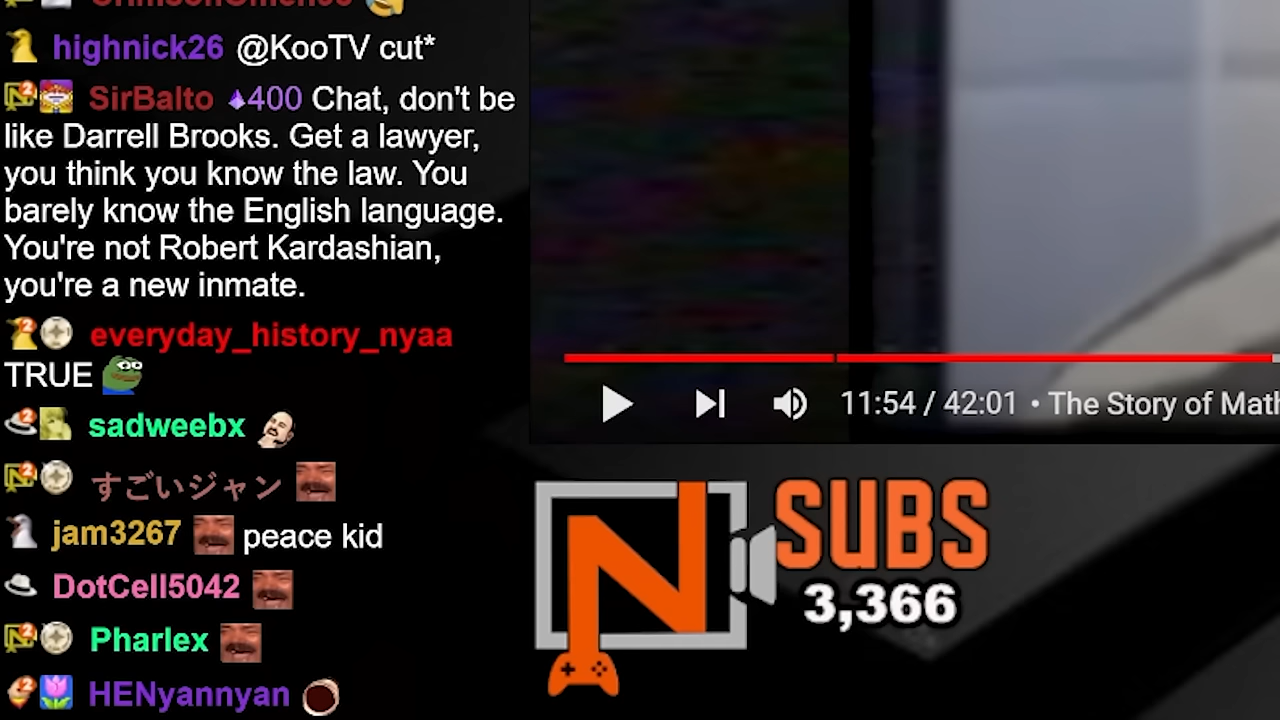 highnick26 @KooTV cut*
SirBalto 400 Chat, don't be
like Darrell Brooks. Get a lawyer,
you think you know the law. You
barely know the English language.
You're not Robert Kardashian,
you're a new inmate.
everyday_history_nyaa
TRUE
sadweebx
すごいジャン
jam3267 peace kid
DotCell5042
Pharlex
HENyannyan
11:54 / 42:01 • The Story of Math
N SUBS
3,366